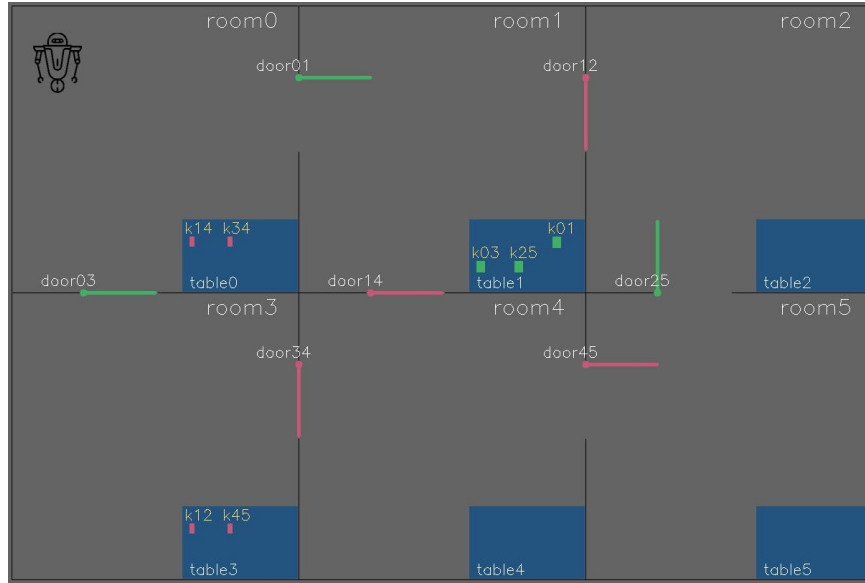 room0
room1
room2
door01
door12
k14
k34
k01
k03
k25
table0
table1
table2
door03
door14
door25
room3
room4
room5
door34
door45
k12
k45
table3
table4
table5